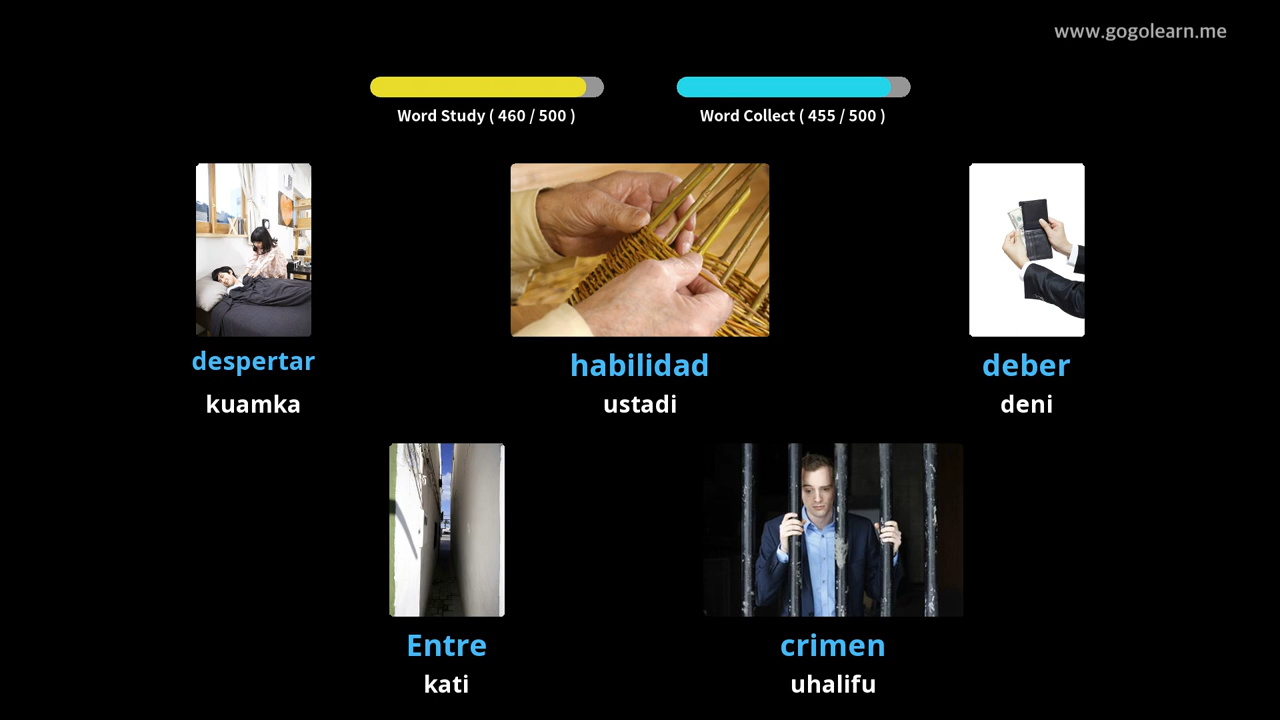 www.gogolearn.me
Word Study ( 460 / 500 )
Word Collect ( 455 / 500 )
despertar
kuamka
habilidad
ustadi
deber
deni
Entre
kati
crimen
uhalifu